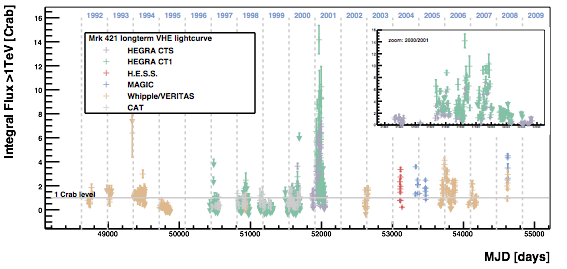 1992 1993 1994 1995 1996 1997 1998 1999 2000 2001 2002 2003 2004 2005 2006 2007 2008 2009
Integral Flux >1TeV [Crab]
16
14
12
10
8
6
4
2
0
Mrk 421 longterm VHE lightcurve
HEGRA CTS
HEGRA CT1
H.E.S.S.
MAGIC
Whipple/VERITAS
CAT
zoom: 2000/2001
1 Crab level
49000 50000 51000 52000 53000 54000 55000
MJD [days]